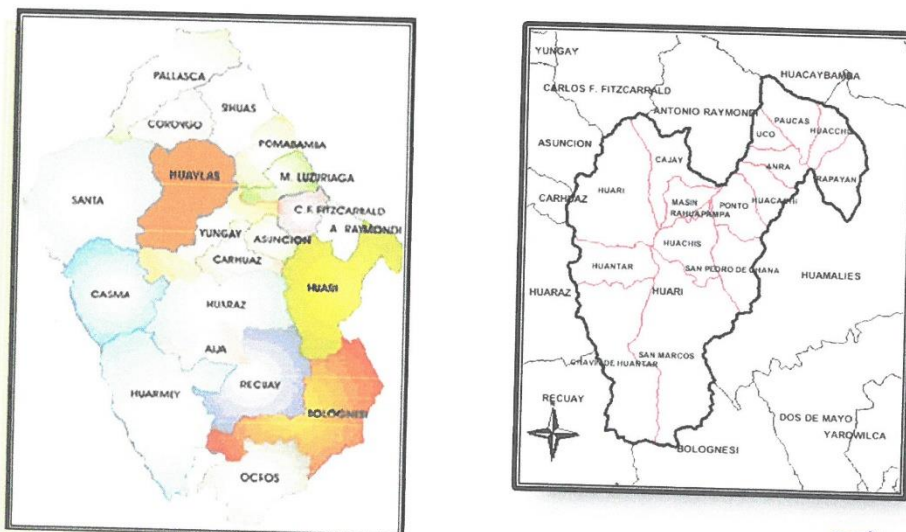 PALLASCA
SIHUAS
CORONGO
POMABAMBA
HUAYLAS
M. LUZURIAGA
SANTA
C.F. FITZCARRALD
A RAYMONDI
YUNGAY
ASUNCION
CARHUAZ
HUARI
CASMA
HUARAZ
AIJA
RECUAY
HUARMEY
BOLOGNESI
OCROS
YUNGAY
HUACAYBAMBA
CARLOS F. FITZCARRALD
ANTONIO RAYMONDI
PAUCAS
UCO
HUACCHO
ASUNCION
CAJAY
ANRA
RAPAYAN
HUARI
CARHUAZ
MASIN
PONTO
HUACACHI
RAHUAPAMPA
HUACHIS
HUANTAR
SAN PEDRO DE CHANA
HUAMALIES
HUARAZ
HUARI
SAN MARCOS
CHAVIN DE HUANTAR
RECUAY
DOS DE MAYO
YAROWILCA
BOLOGNESI